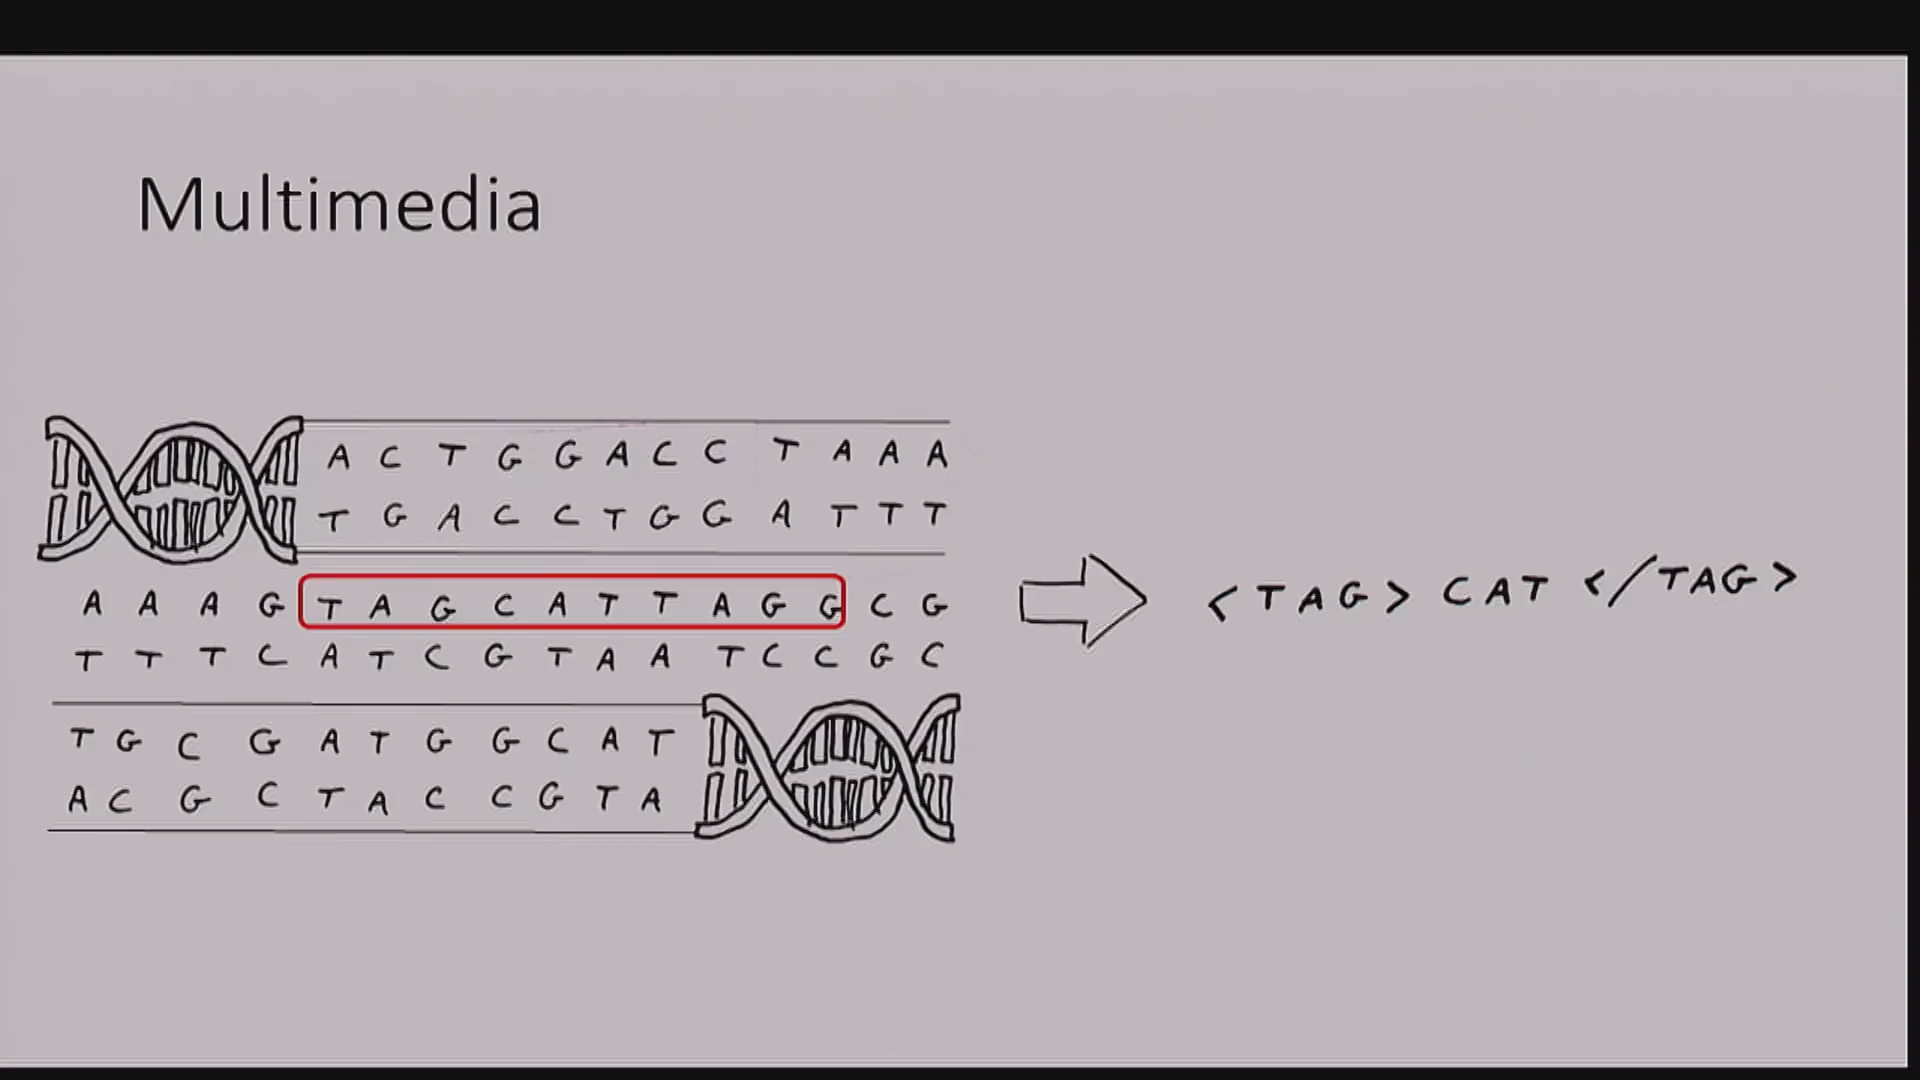 Multimedia
A C T G G A C C T A A A
T G A C C T G G A T T T
A A A G T A G C A T T A G G C G
T T T C A T C G T A A T C C G C
<TAG> CAT </TAG>
T G C G A T G G C A T
A C G C T A C C G T A